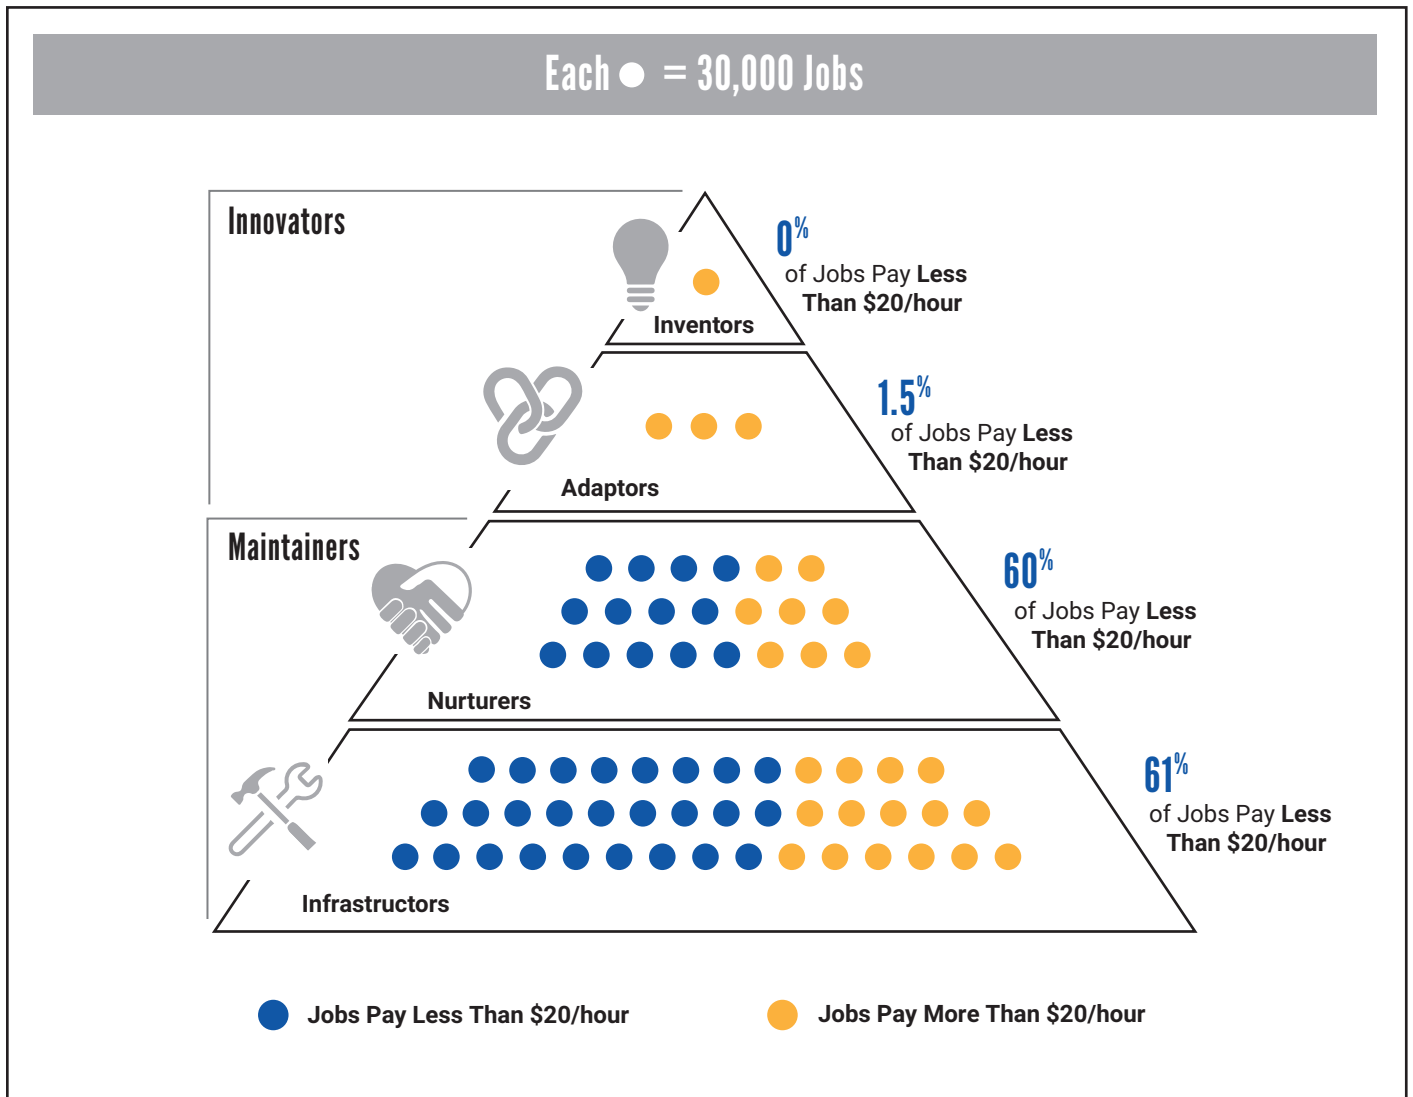 Each = 30,000 Jobs
Innovators
0%
of Jobs Pay Less
Than $20/hour
Inventors
1.5%
of Jobs Pay Less
Than $20/hour
Adaptors
Maintainers
60%
of Jobs Pay Less
Than $20/hour
Nurturers
61%
of Jobs Pay Less
Than $20/hour
Infrastructors
Jobs Pay Less Than $20/hour
Jobs Pay More Than $20/hour